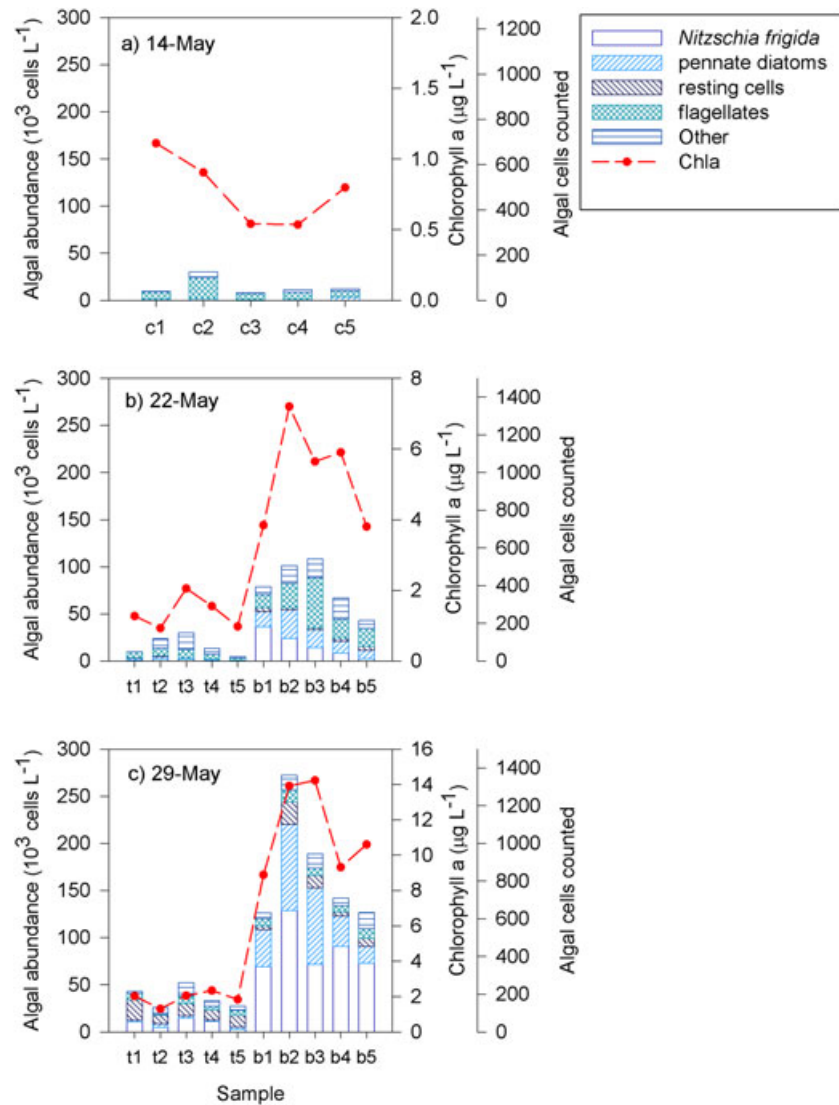 a) 14-May
Algal abundance (10³ cells L⁻¹)
300
250
200
150
100
50
0
c1 c2 c3 c4 c5
2.0
1.5
1.0
0.5
0.0
Chlorophyll a (µg L⁻¹)
1200
1000
800
600
400
200
0
Algal cells counted
Nitzschia frigida
pennate diatoms
resting cells
flagellates
Other
Chla
b) 22-May
Algal abundance (10³ cells L⁻¹)
300
250
200
150
100
50
0
t1 t2 t3 t4 t5 b1 b2 b3 b4 b5
8
6
4
2
0
Chlorophyll a (µg L⁻¹)
1400
1200
1000
800
600
400
200
0
Algal cells counted
c) 29-May
Algal abundance (10³ cells L⁻¹)
300
250
200
150
100
50
0
t1 t2 t3 t4 t5 b1 b2 b3 b4 b5
Sample
16
14
12
10
8
6
4
2
0
Chlorophyll a (µg L⁻¹)
1400
1200
1000
800
600
400
200
0
Algal cells counted